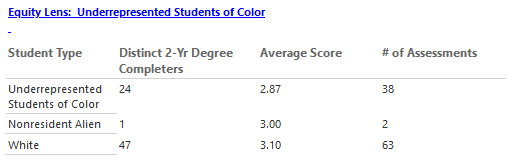 Equity Lens:  Underrepresented Students of Color
Student Type Distinct 2-Yr Degree Completers Average Score # of Assessments
Underrepresented Students of Color 24 2.87 38
Nonresident Alien 1 3.00 2
White 47 3.10 63